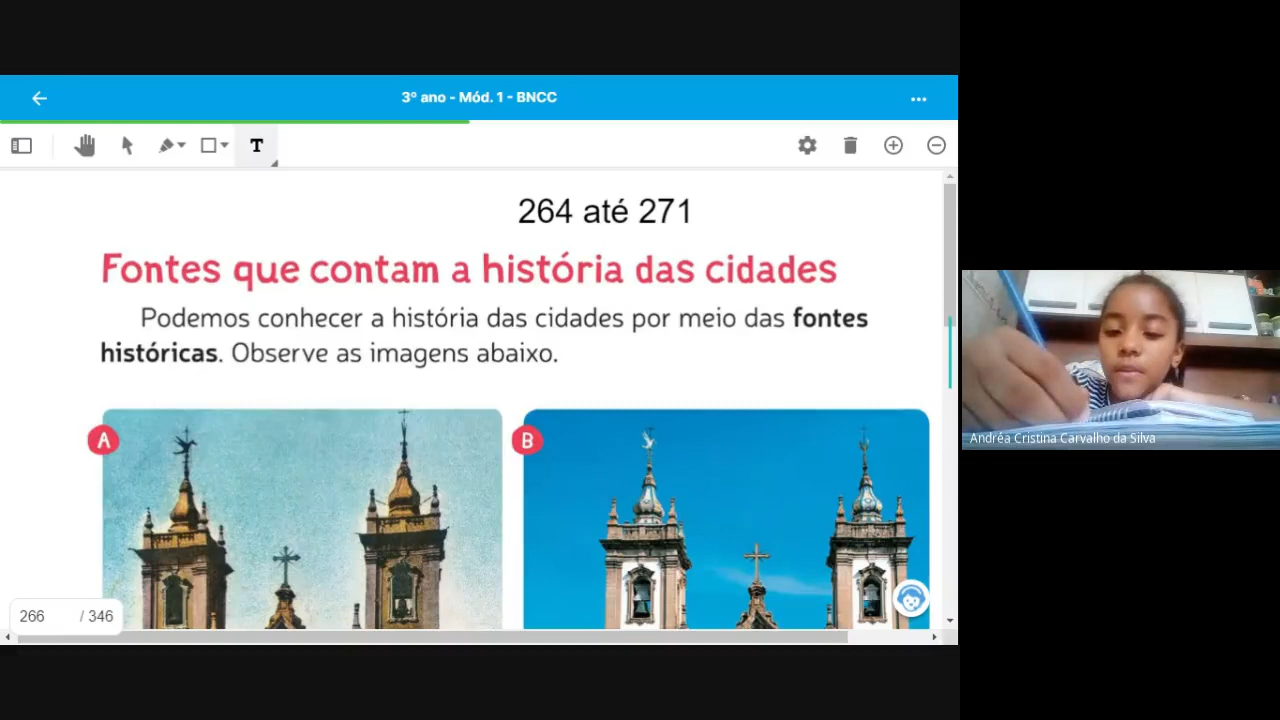 3º ano - Mód. 1 - BNCC
T
264 até 271
Fontes que contam a história das cidades
Podemos conhecer a história das cidades por meio das fontes
históricas. Observe as imagens abaixo.
A
B
266 / 346
Andréa Cristina Carvalho da Silva